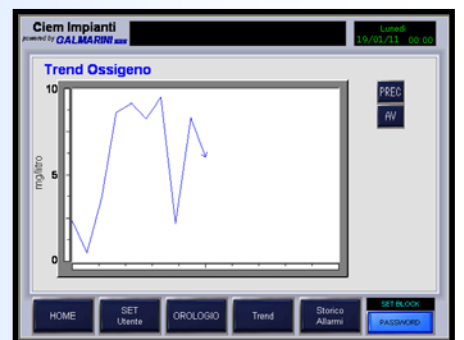 Ciem Impianti
powered by GALMARINI
Lunedì
19/01/11 00:00
Trend Ossigeno
10
5
0
mg/litro
PREC
AV
HOME
SET
Utente
OROLOGIO
Trend
Storico
Allarmi
SET BLOCK
PASSWORD